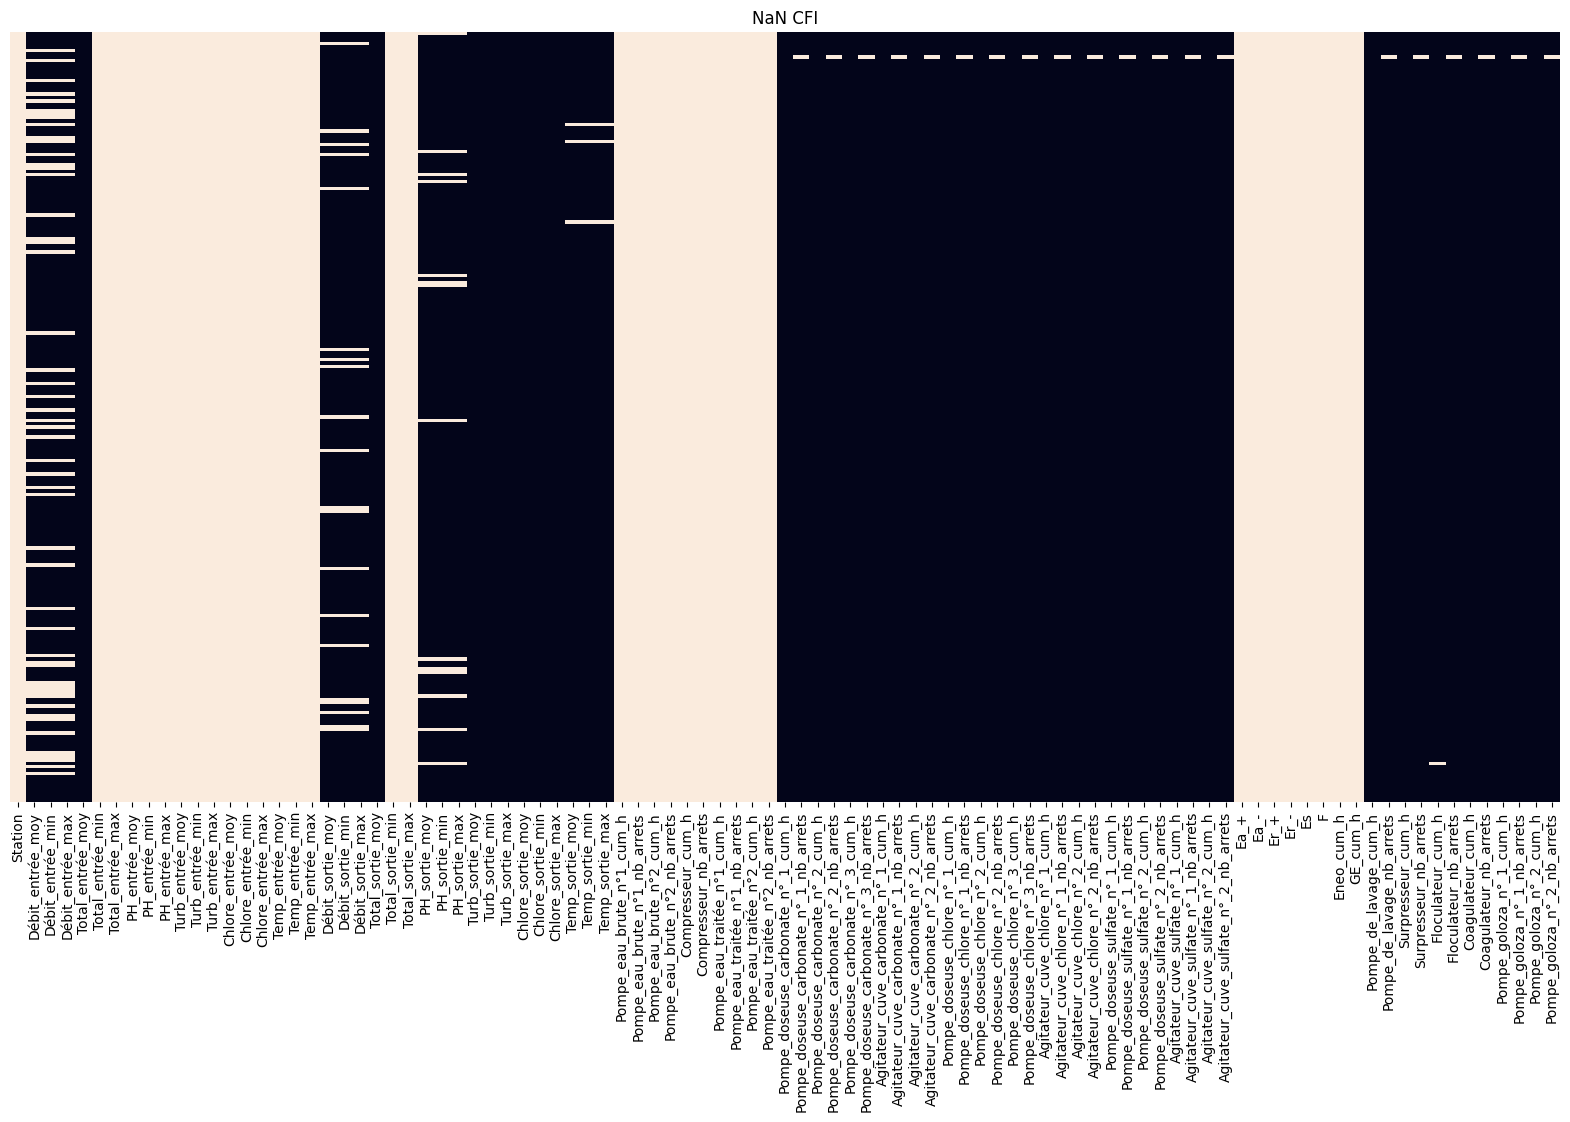 NaN CFI
Station
Débit_entrée_moy
Débit_entrée_min
Débit_entrée_max
Total_entrée_moy
Total_entrée_min
Total_entrée_max
PH_entrée_moy
PH_entrée_min
PH_entrée_max
Turb_entrée_moy
Turb_entrée_min
Turb_entrée_max
Chlore_entrée_moy
Chlore_entrée_min
Chlore_entrée_max
Temp_entrée_moy
Temp_entrée_min
Temp_entrée_max
Débit_sortie_moy
Débit_sortie_min
Débit_sortie_max
Total_sortie_moy
Total_sortie_min
Total_sortie_max
PH_sortie_moy
PH_sortie_min
PH_sortie_max
Turb_sortie_moy
Turb_sortie_min
Turb_sortie_max
Chlore_sortie_moy
Chlore_sortie_min
Chlore_sortie_max
Temp_sortie_moy
Temp_sortie_min
Temp_sortie_max
Pompe_eau_brute_n°1_cum_h
Pompe_eau_brute_n°1_nb_arrets
Pompe_eau_brute_n°2_cum_h
Pompe_eau_brute_n°2_nb_arrets
Compresseur_cum_h
Compresseur_nb_arrets
Pompe_eau_traitée_n°1_cum_h
Pompe_eau_traitée_n°1_nb_arrets
Pompe_eau_traitée_n°2_cum_h
Pompe_eau_traitée_n°2_nb_arrets
Pompe_doseuse_carbonate_n°_1_cum_h
Pompe_doseuse_carbonate_n°_1_nb_arrets
Pompe_doseuse_carbonate_n°_2_cum_h
Pompe_doseuse_carbonate_n°_2_nb_arrets
Pompe_doseuse_carbonate_n°_3_cum_h
Pompe_doseuse_carbonate_n°_3_nb_arrets
Agitateur_cuve_carbonate_n°_1_cum_h
Agitateur_cuve_carbonate_n°_1_nb_arrets
Agitateur_cuve_carbonate_n°_2_cum_h
Agitateur_cuve_carbonate_n°_2_nb_arrets
Pompe_doseuse_chlore_n°_1_cum_h
Pompe_doseuse_chlore_n°_1_nb_arrets
Pompe_doseuse_chlore_n°_2_cum_h
Pompe_doseuse_chlore_n°_2_nb_arrets
Pompe_doseuse_chlore_n°_3_cum_h
Pompe_doseuse_chlore_n°_3_nb_arrets
Agitateur_cuve_chlore_n°_1_cum_h
Agitateur_cuve_chlore_n°_1_nb_arrets
Agitateur_cuve_chlore_n°_2_cum_h
Agitateur_cuve_chlore_n°_2_nb_arrets
Pompe_doseuse_sulfate_n°_1_cum_h
Pompe_doseuse_sulfate_n°_1_nb_arrets
Pompe_doseuse_sulfate_n°_2_cum_h
Pompe_doseuse_sulfate_n°_2_nb_arrets
Agitateur_cuve_sulfate_n°_1_cum_h
Agitateur_cuve_sulfate_n°_1_nb_arrets
Agitateur_cuve_sulfate_n°_2_cum_h
Agitateur_cuve_sulfate_n°_2_nb_arrets
Ea_+
Ea_-
Er_+
Er_-
Es
F
Eneo_cum_h
GE_cum_h
Pompe_de_lavage_cum_h
Pompe_de_lavage_nb_arrets
Surpresseur_cum_h
Surpresseur_nb_arrets
Floculateur_cum_h
Floculateur_nb_arrets
Coagulateur_cum_h
Coagulateur_nb_arrets
Pompe_goloza_n°_1_cum_h
Pompe_goloza_n°_1_nb_arrets
Pompe_goloza_n°_2_cum_h
Pompe_goloza_n°_2_nb_arrets